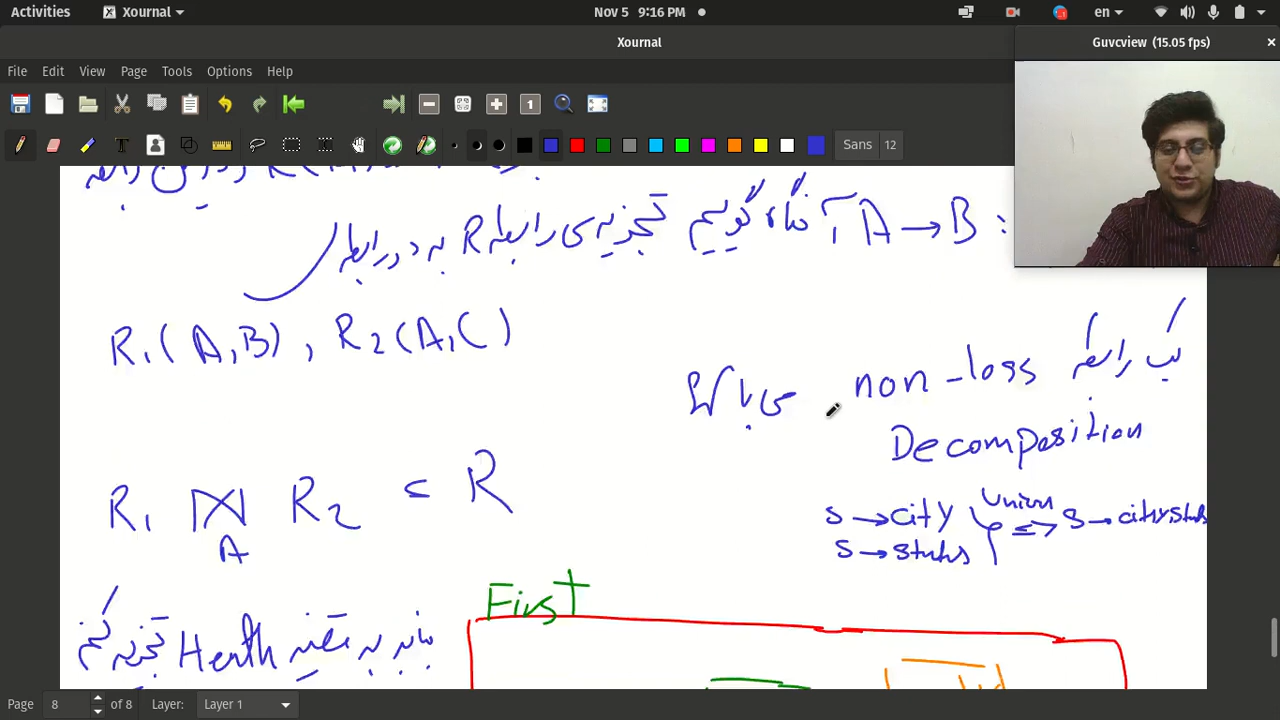 Activities Xournal Nov 5 9:16 PM en
Xournal
Guvcview (15.05 fps)
File Edit View Page Tools Options Help
Sans 12
آنگاه گوییم تجزیه‌ی رابطه R به دو رابطه A → B :
R1(A,B) , R2(A,C)
یک رابطه non-loss می باشد
Decomposition
R1 ⋈ R2 = R
A
s → city
s → status
Union
=> s → city,status
First
به قضیه Heath تجزیه
Page 8 of 8 Layer: Layer 1